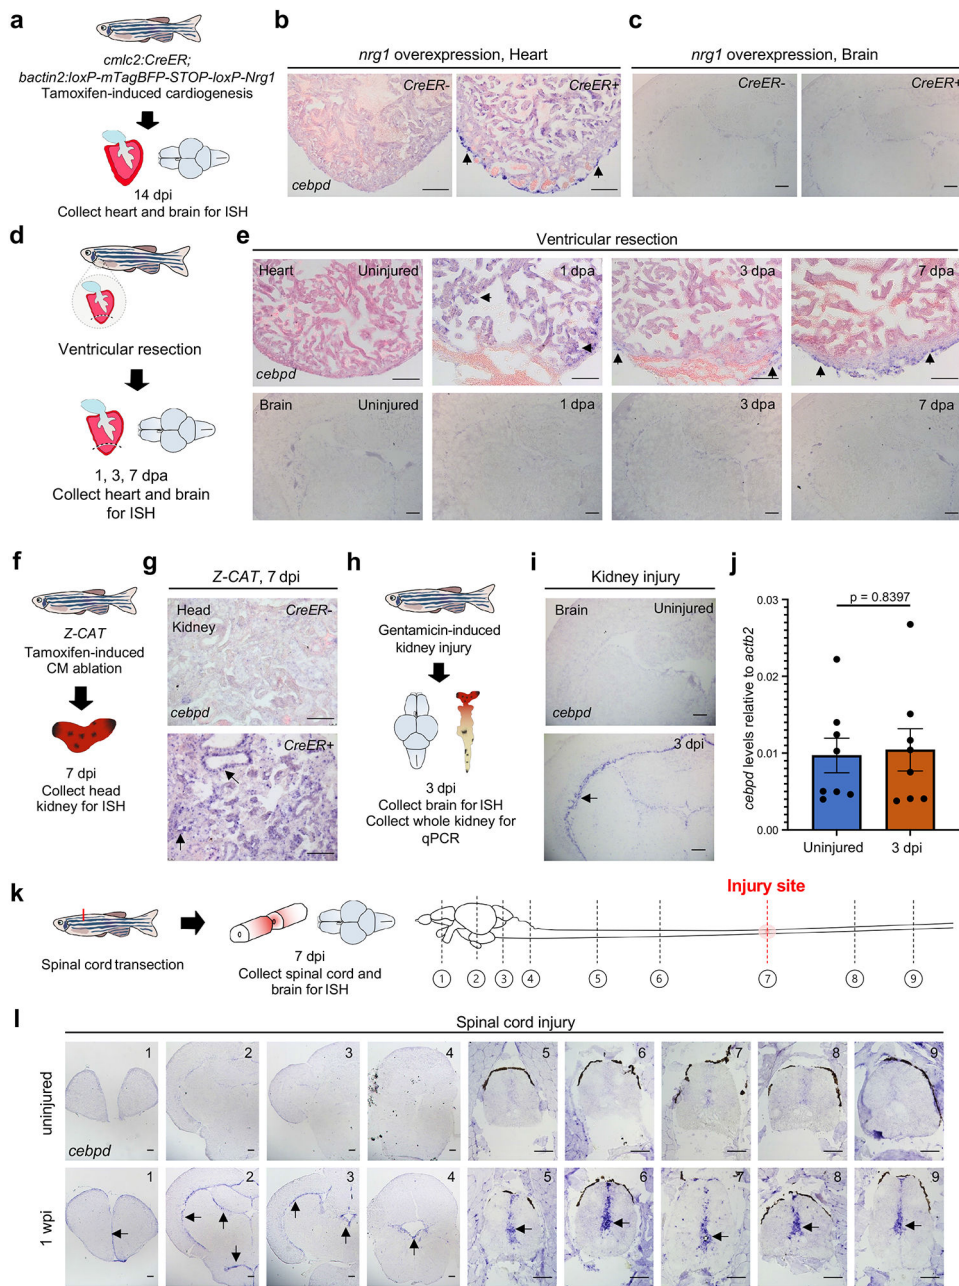 a
cmlc2:CreER;
bactin2:loxP-mTagBFP-STOP-loxP-Nrg1
Tamoxifen-induced cardiogenesis
14 dpi
Collect heart and brain for ISH
b
nrg1 overexpression, Heart
CreER-
CreER+
cebpd
c
nrg1 overexpression, Brain
CreER-
CreER+
d
Ventricular resection
1, 3, 7 dpa
Collect heart and brain
for ISH
e
Ventricular resection
Heart
Uninjured
1 dpa
3 dpa
7 dpa
cebpd
Brain
Uninjured
1 dpa
3 dpa
7 dpa
f
Z-CAT
Tamoxifen-induced
CM ablation
7 dpi
Collect head
kidney for ISH
g
Z-CAT, 7 dpi
Head
Kidney
CreER-
cebpd
CreER+
h
Gentamicin-induced
kidney injury
3 dpi
Collect brain for ISH
Collect whole kidney for
qPCR
i
Kidney injury
Brain
Uninjured
cebpd
3 dpi
j
cebpd levels relative to actb2
0.03
0.02
0.01
0.00
p = 0.8397
Uninjured
3 dpi
k
Spinal cord transection
7 dpi
Collect spinal cord and
brain for ISH
Injury site
1
2
3
4
5
6
7
8
9
l
Spinal cord injury
uninjured
1
2
3
4
5
6
7
8
9
cebpd
1 wpi
1
2
3
4
5
6
7
8
9